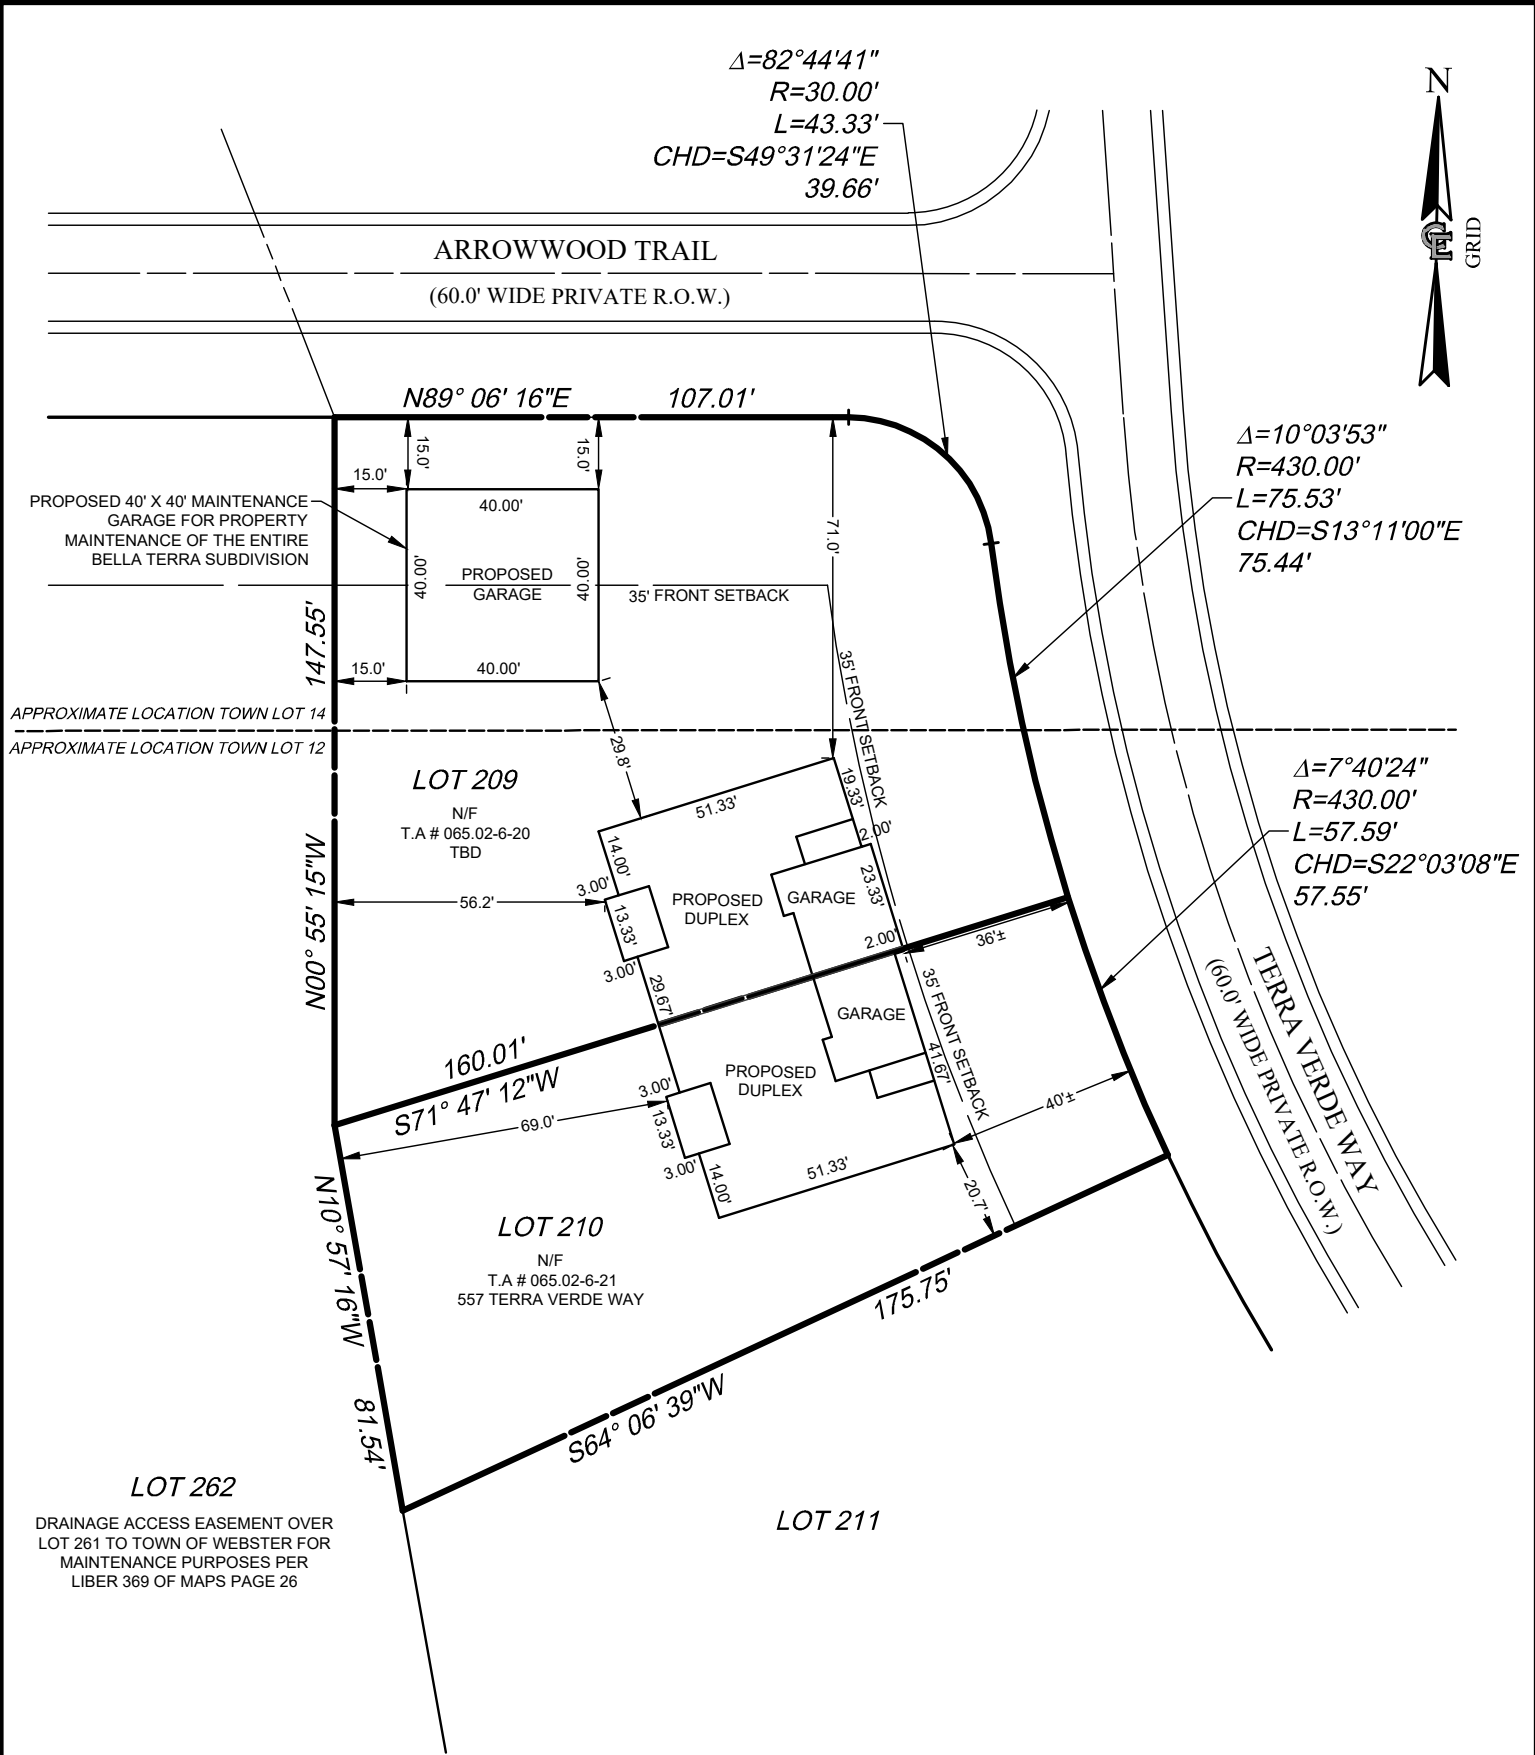 Δ=82°44'41"
R=30.00'
L=43.33'
CHD=S49°31'24"E
39.66'
N
CE
GRID
ARROWWOOD TRAIL
(60.0' WIDE PRIVATE R.O.W.)
N89° 06' 16"E 107.01'
Δ=10°03'53"
R=430.00'
L=75.53'
CHD=S13°11'00"E
75.44'
15.0'
15.0'
15.0'
40.00'
PROPOSED 40' X 40' MAINTENANCE
GARAGE FOR PROPERTY
MAINTENANCE OF THE ENTIRE
BELLA TERRA SUBDIVISION
71.0'
40.00'
PROPOSED
GARAGE
40.00'
35' FRONT SETBACK
147.55'
15.0'
40.00'
35' FRONT SETBACK
APPROXIMATE LOCATION TOWN LOT 14
APPROXIMATE LOCATION TOWN LOT 12
29.8'
LOT 209
N/F
T.A # 065.02-6-20
TBD
51.33'
19.33'
2.00'
Δ=7°40'24"
R=430.00'
L=57.59'
CHD=S22°03'08"E
57.55'
14.00'
3.00'
56.2'
13.33'
PROPOSED
DUPLEX
GARAGE
23.33'
N00° 55' 15"W
2.00'
36'±
3.00'
29.67'
35' FRONT SETBACK
GARAGE
TERRA VERDE WAY
(60.0' WIDE PRIVATE R.O.W.)
160.01'
S71° 47' 12"W
41.67'
PROPOSED
DUPLEX
3.00'
13.33'
69.0'
40'±
3.00'
14.00'
51.33'
20.7'
N10° 57' 16"W
LOT 210
N/F
T.A # 065.02-6-21
557 TERRA VERDE WAY
175.75'
S64° 06' 39"W
81.54'
LOT 262
DRAINAGE ACCESS EASEMENT OVER
LOT 261 TO TOWN OF WEBSTER FOR
MAINTENANCE PURPOSES PER
LIBER 369 OF MAPS PAGE 26
LOT 211